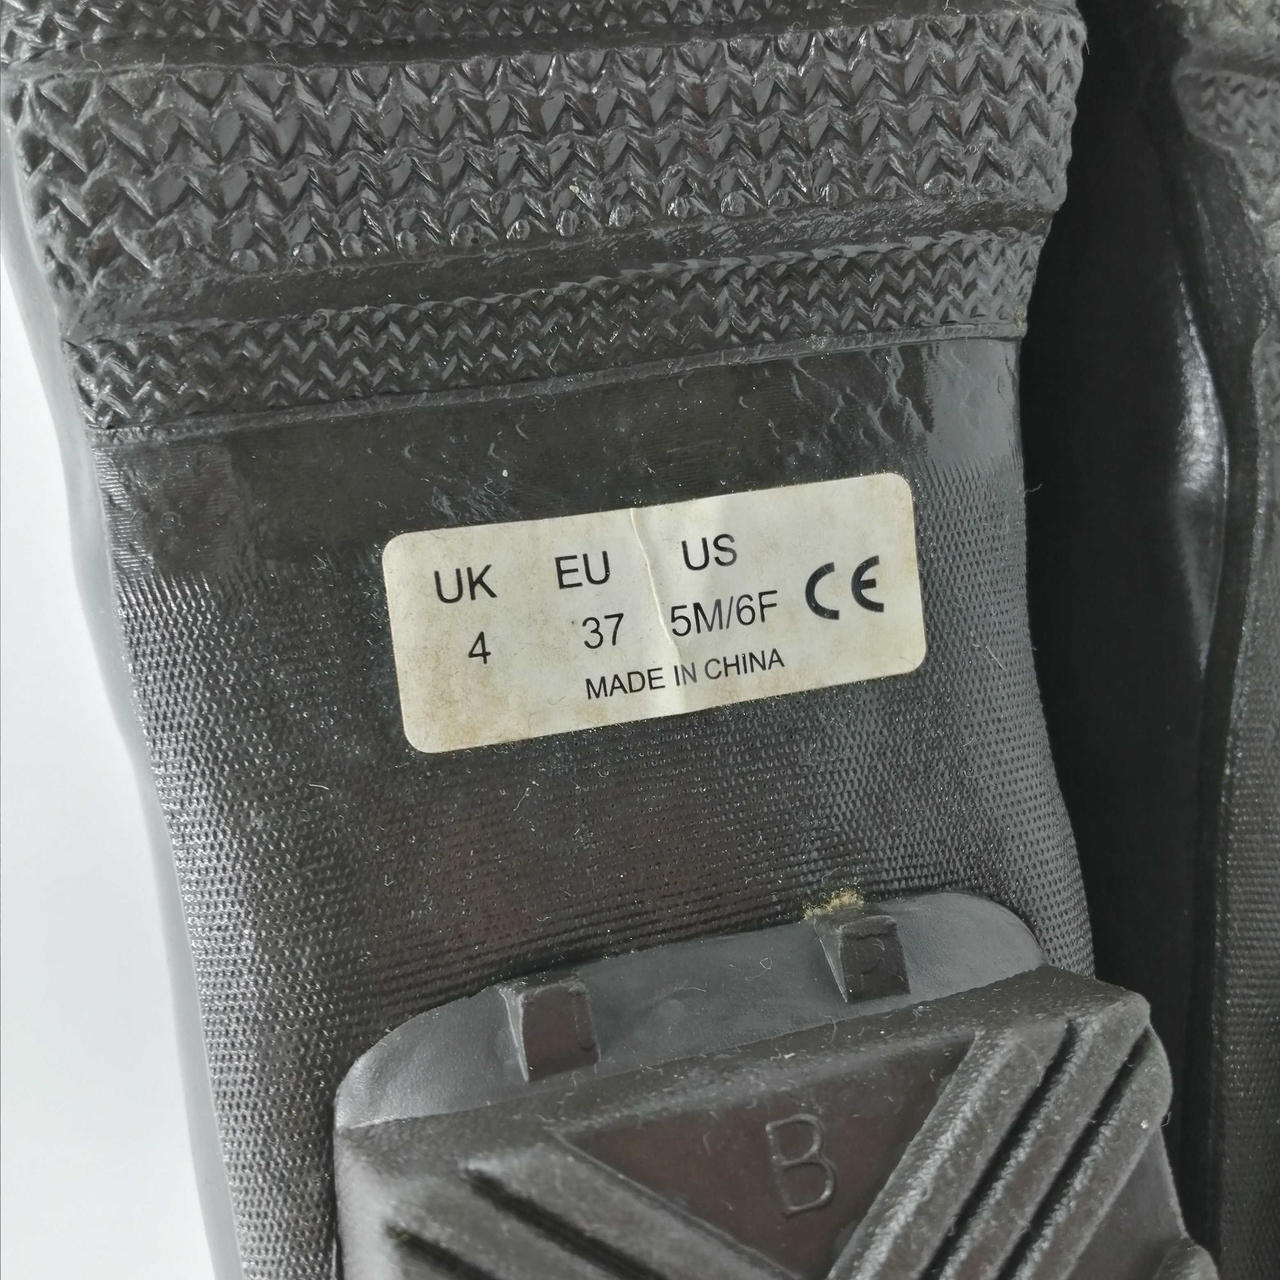 UK EU US
4 37 5M/6F CE
MADE IN CHINA
B